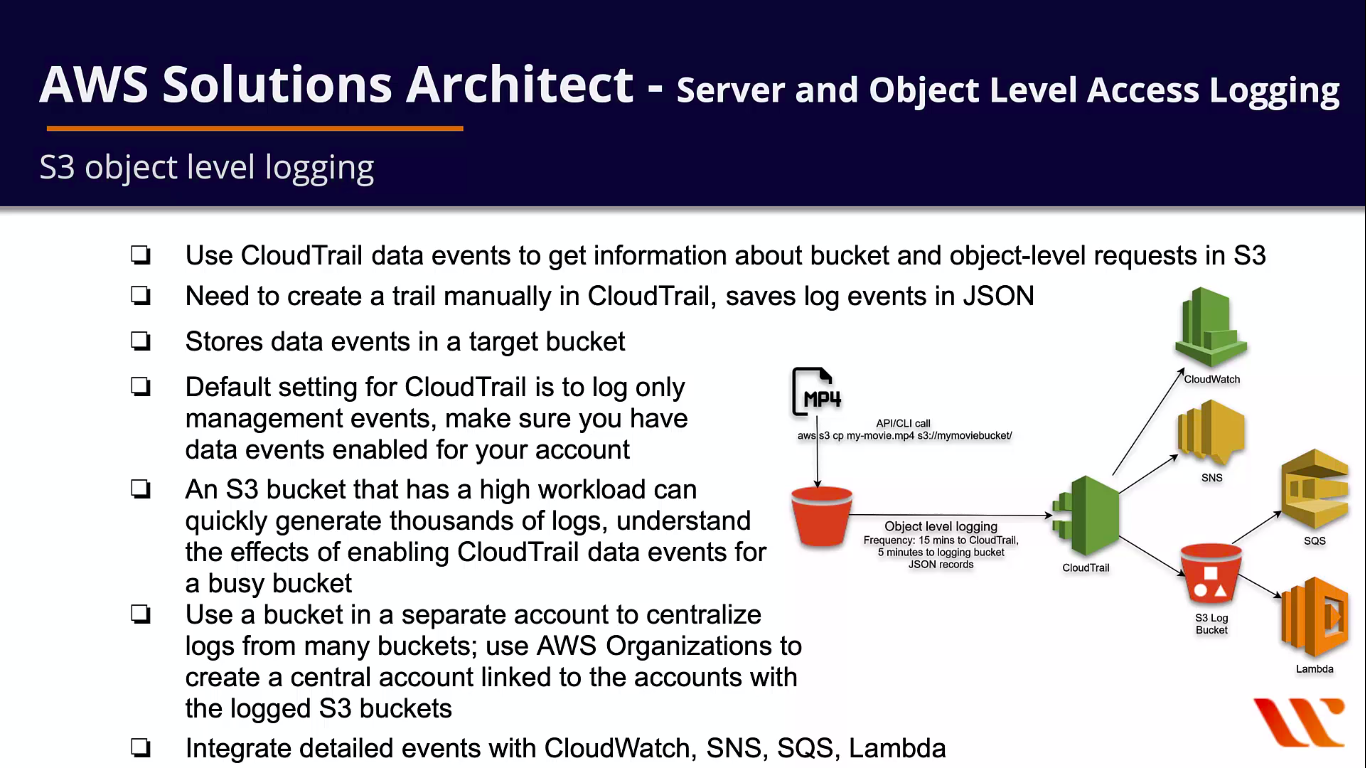 AWS Solutions Architect - Server and Object Level Access Logging
S3 object level logging
❏ Use CloudTrail data events to get information about bucket and object-level requests in S3
❏ Need to create a trail manually in CloudTrail, saves log events in JSON
❏ Stores data events in a target bucket
❏ Default setting for CloudTrail is to log only
management events, make sure you have
data events enabled for your account
❏ An S3 bucket that has a high workload can
quickly generate thousands of logs, understand
the effects of enabling CloudTrail data events for
a busy bucket
❏ Use a bucket in a separate account to centralize
logs from many buckets; use AWS Organizations to
create a central account linked to the accounts with
the logged S3 buckets
❏ Integrate detailed events with CloudWatch, SNS, SQS, Lambda
MP4
API/CLI call
aws s3 cp my-movie.mp4 s3://mymoviebucket/
Object level logging
Frequency: 15 mins to CloudTrail,
5 minutes to logging bucket
JSON records
CloudTrail
CloudWatch
SNS
S3 Log
Bucket
SQS
Lambda